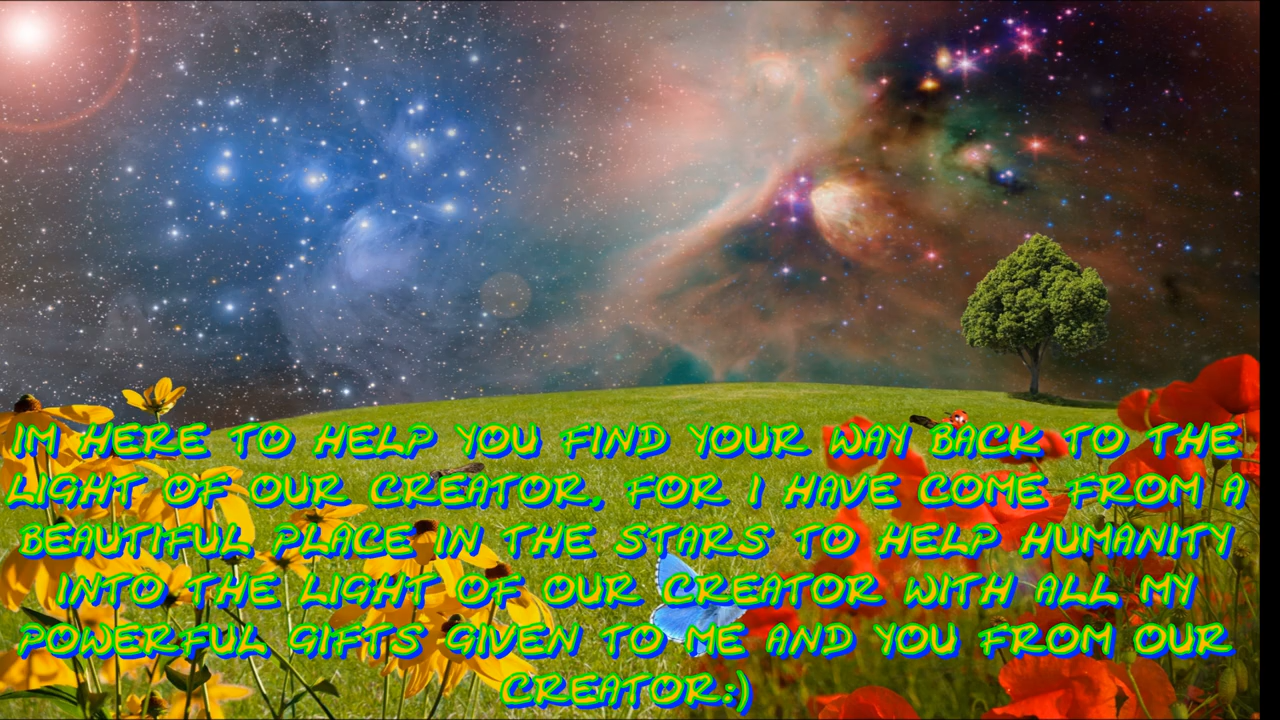 IM HERE TO HELP YOU FIND YOUR WAY BACK TO THE
LIGHT OF OUR CREATOR, FOR I HAVE COME FROM A
BEAUTIFUL PLACE IN THE STARS TO HELP HUMANITY
INTO THE LIGHT OF OUR CREATOR WITH ALL MY
POWERFUL GIFTS GIVEN TO ME AND YOU FROM OUR
CREATOR:)